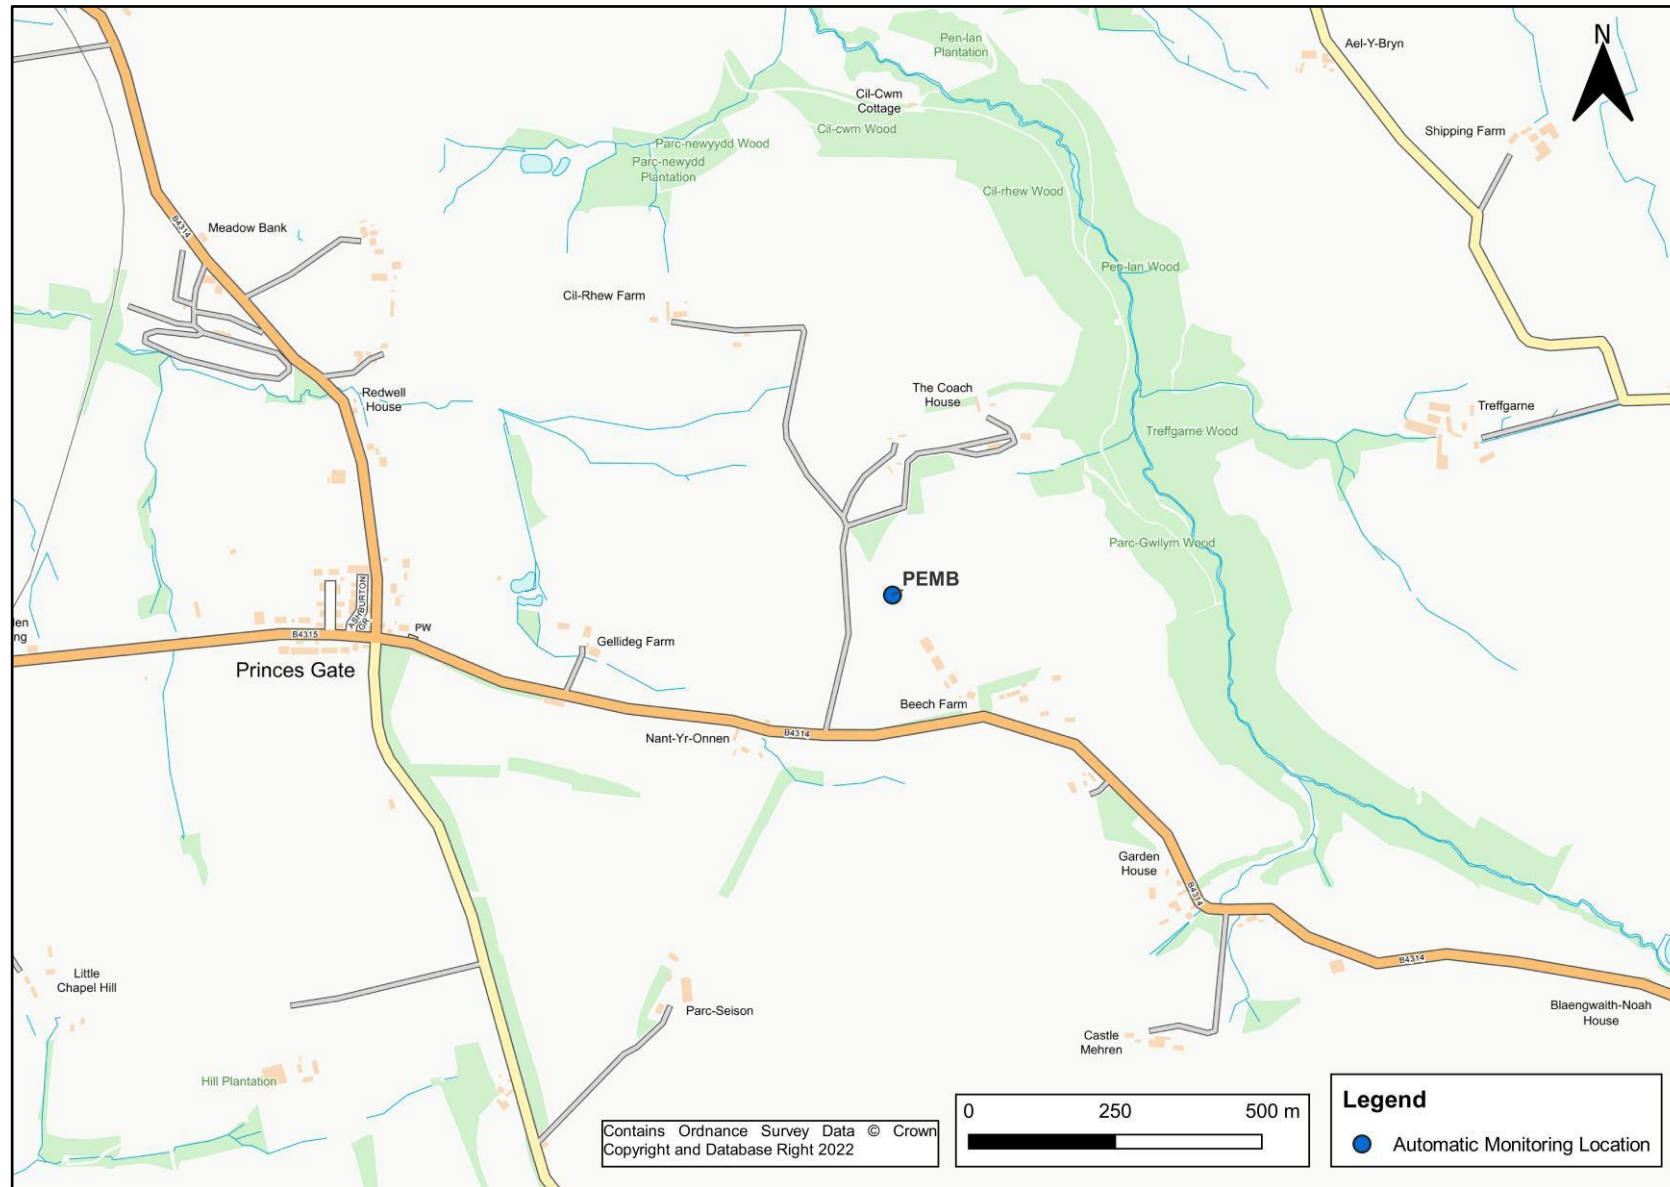 Pen-lan
Plantation
Ael-Y-Bryn
N
Cil-Cwm
Cottage
Cil-cwm Wood
Shipping Farm
Parc-newyydd Wood
Parc-newydd
Plantation
Cil-rhew Wood
B4314
Meadow Bank
Pen-lan Wood
Cil-Rhew Farm
The Coach
House
Redwell
House
Treffgarne
Treffgarne Wood
Parc-Gwilym Wood
PEMB
ASHBURTON
GR
len
ng
B4315
PW
Gellideg Farm
Princes Gate
Beech Farm
Nant-Yr-Onnen
B4314
Garden
House
B4314
Little
Chapel Hill
B4314
Parc-Seison
Blaengwaith-Noah
House
Castle
Mehren
Hill Plantation
Contains Ordnance Survey Data © Crown
Copyright and Database Right 2022
0 250 500 m
Legend
Automatic Monitoring Location